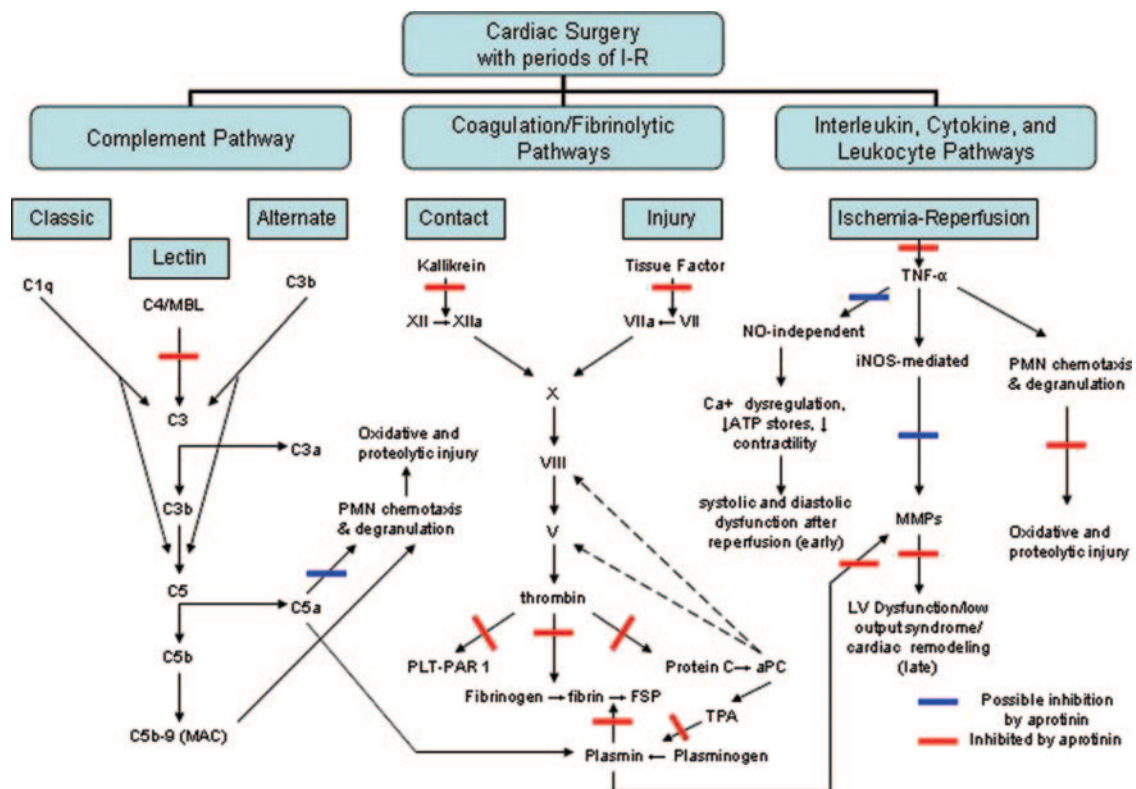 Cardiac Surgery
with periods of I-R
Complement Pathway
Coagulation/Fibrinolytic
Pathways
Interleukin, Cytokine, and
Leukocyte Pathways
Classic
Lectin
Alternate
Contact
Injury
Ischemia-Reperfusion
C1q
C4/MBL
C3b
C3
C3a
C3b
C5
C5a
C5b
C5b-9 (MAC)
Oxidative and
proteolytic injury
PMN chemotaxis
& degranulation
Kallikrein
XII → XIIa
Tissue Factor
VIIa ← VII
X
VIII
V
thrombin
PLT-PAR 1
Fibrinogen → fibrin → FSP
Protein C → aPC
TPA
Plasmin ← Plasminogen
TNF-α
NO-independent
Ca+ dysregulation,
↓ATP stores, ↓
contractility
systolic and diastolic
dysfunction after
reperfusion (early)
iNOS-mediated
MMPs
LV Dysfunction/low
output syndrome/
cardiac remodeling
(late)
PMN chemotaxis
& degranulation
Oxidative
and proteolytic injury
Possible inhibition
by aprotinin
Inhibited by aprotinin